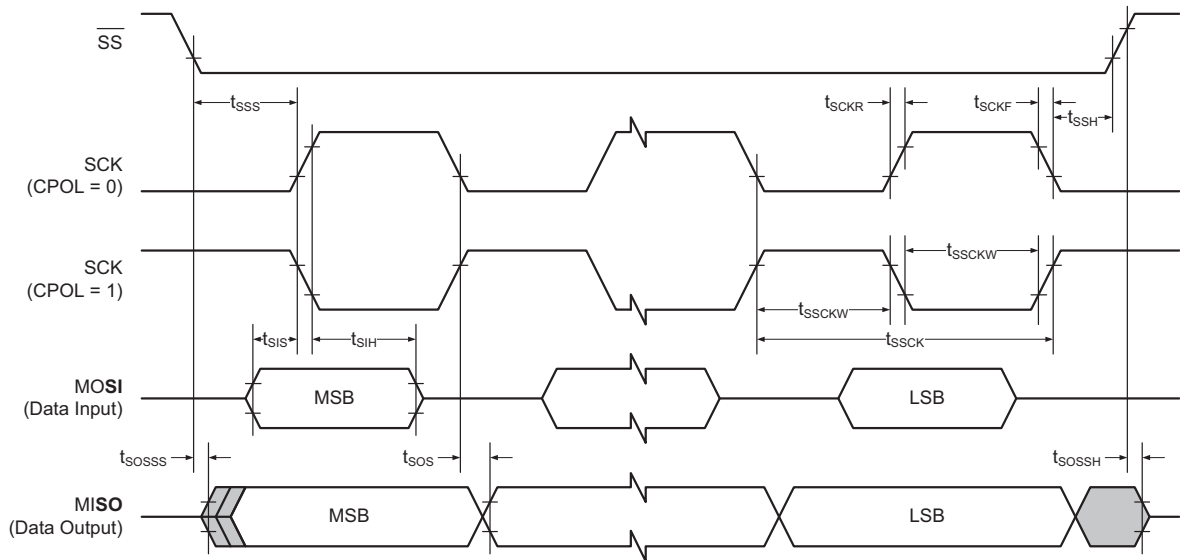 SS
tSSS
tSCKR
tSCKF
tSSH
SCK
(CPOL = 0)
SCK
(CPOL = 1)
tSSCKW
tSSCKW
tSIS
tSIH
tSSCK
MOSI
(Data Input)
MSB
LSB
tSOSSS
tSOS
tSOSSH
MISO
(Data Output)
MSB
LSB